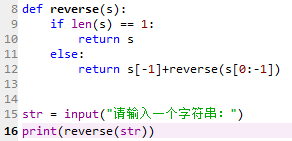 8 def reverse(s):
9     if len(s) == 1:
10         return s
11     else:
12         return s[-1]+reverse(s[0:-1])
13
14
15 str = input("请输入一个字符串: ")
16 print(reverse(str))